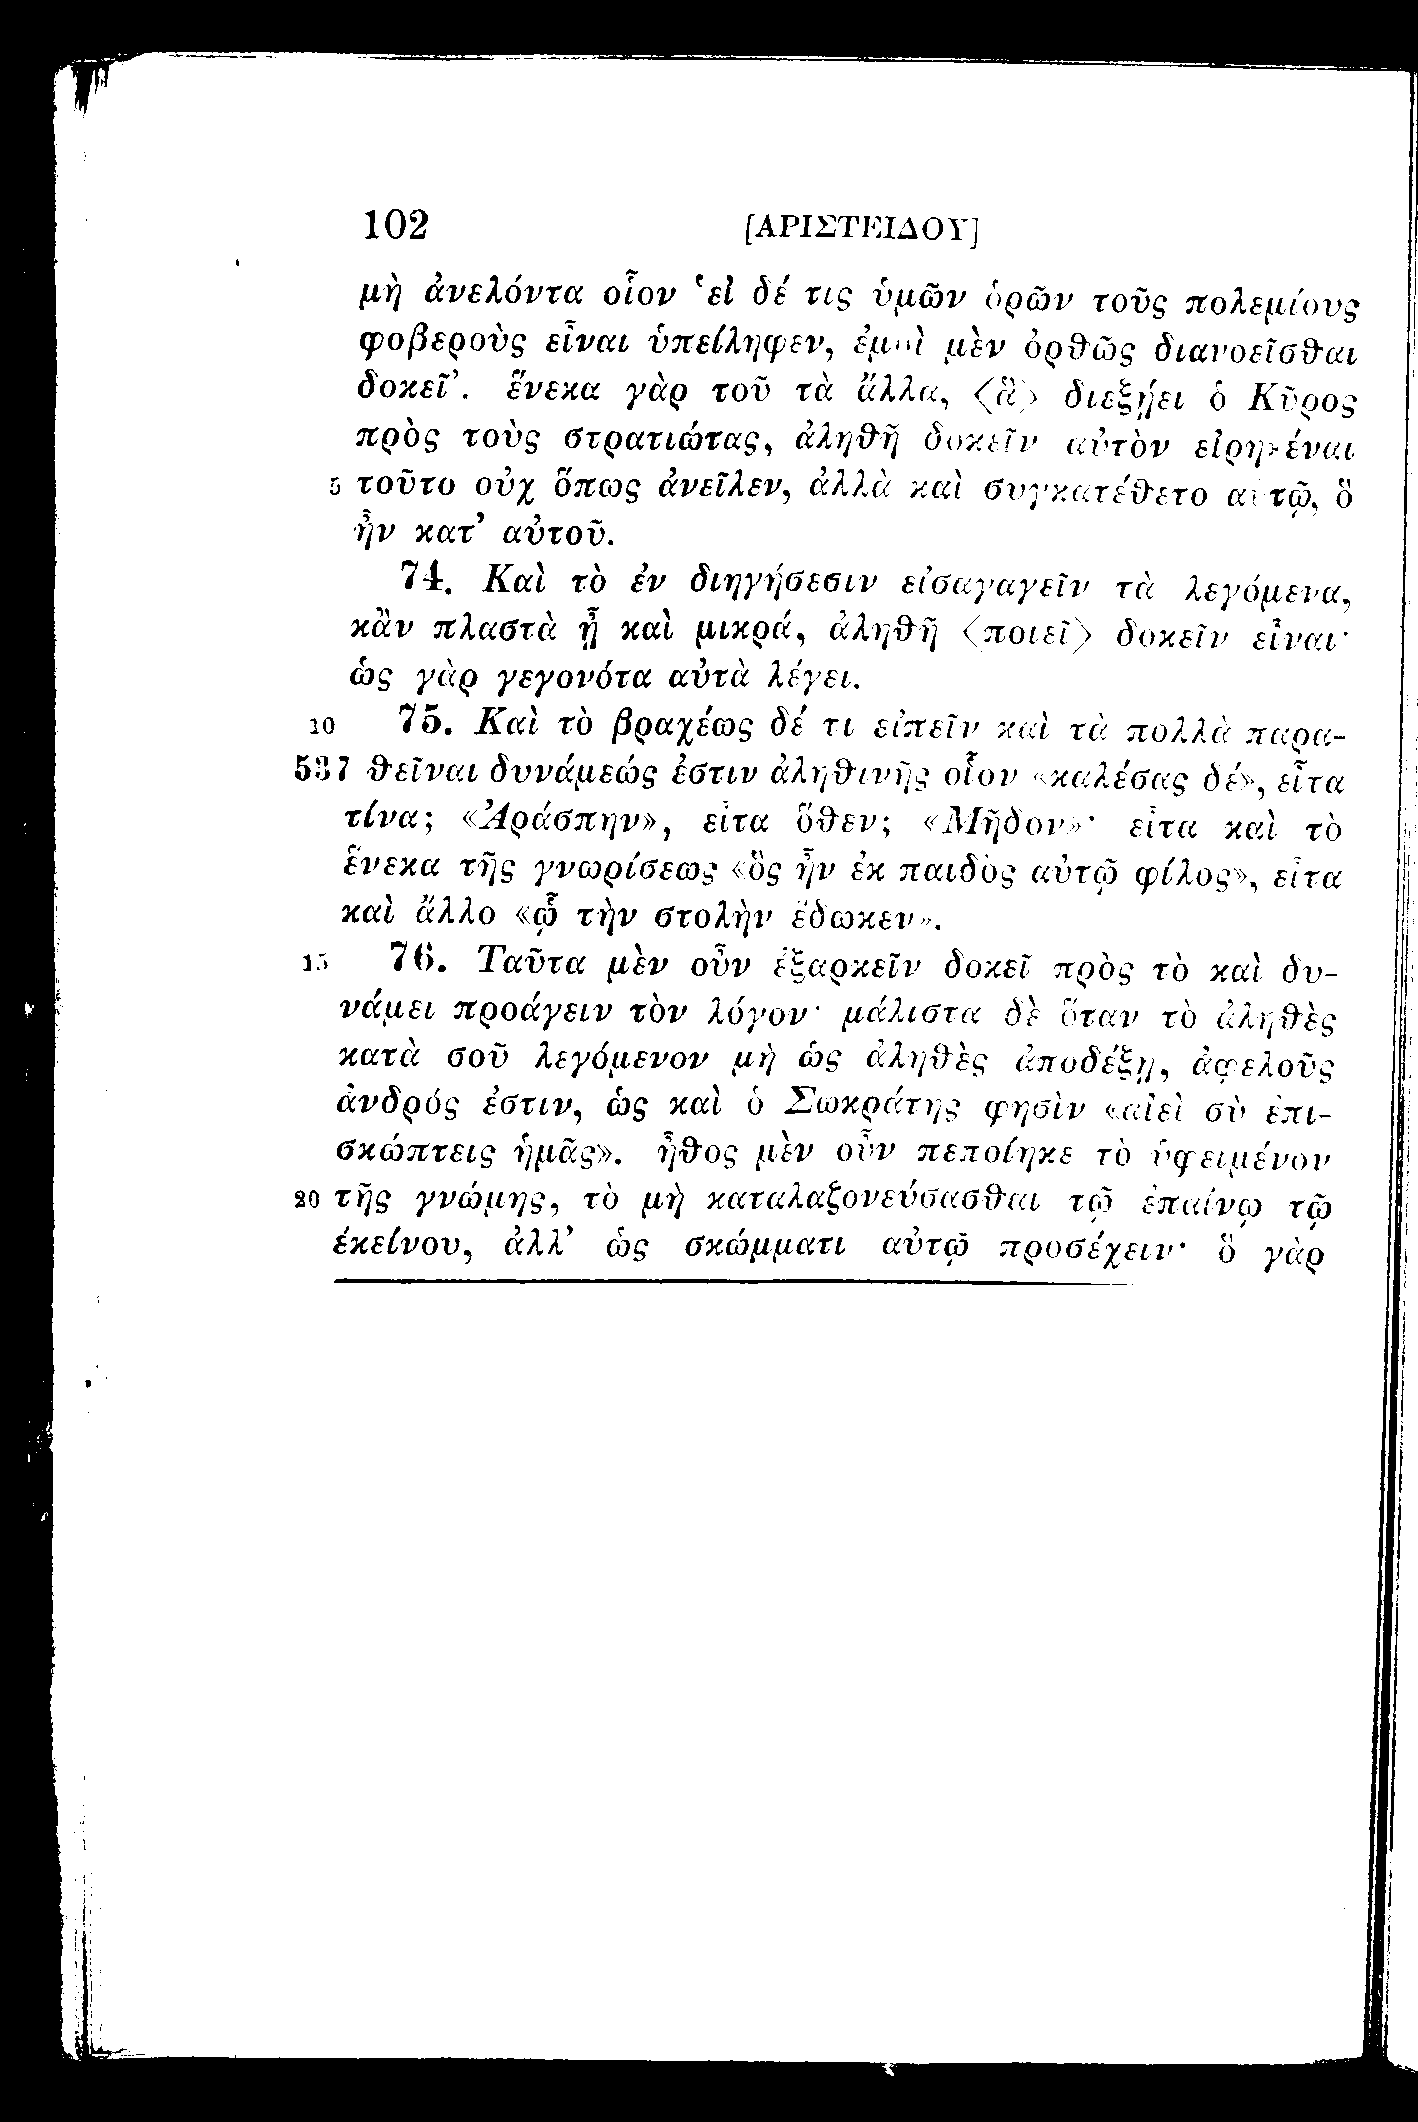 102 [ΑΡΙΣΤΕΙΔΟΥ]
μὴ ἀνελόντα οἷον ‘εἰ δέ τις ὑμῶν ὁρῶν τοὺς πολεμίους
φοβεροὺς εἶναι ὑπείληφεν, ἐμοὶ μὲν ὀρθῶς διανοεῖσθαι
δοκεῖ’. ἕνεκα γὰρ τοῦ τὰ ἄλλα, ⟨ἃ⟩ διεξῄει ὁ Κῦρος
πρὸς τοὺς στρατιώτας, ἀληθῆ δοκεῖν αὐτὸν εἰρηκέναι
5 τοῦτο οὐχ ὅπως ἀνεῖλεν, ἀλλὰ καὶ συγκατέθετο αὐτῷ, ὃ
ἦν κατ’ αὐτοῦ.
74. Καὶ τὸ ἐν διηγήσεσιν εἰσαγαγεῖν τὰ λεγόμενα,
κἂν πλαστὰ ᾖ καὶ μικρά, ἀληθῆ ⟨ποιεῖ⟩ δοκεῖν εἶναι·
ὡς γὰρ γεγονότα αὐτὰ λέγει.
10 75. Καὶ τὸ βραχέως δέ τι εἰπεῖν καὶ τὰ πολλὰ παρα-
537 θεῖναι δυνάμεώς ἐστιν ἀληθινῆς οἷον «καλέσας δέ», εἶτα
τίνα; «Ἀράσπην», εἶτα ὅθεν; «Μῆδον»· εἶτα καὶ τὸ
ἕνεκα τῆς γνωρίσεως «ὃς ἦν ἐκ παιδὸς αὐτῷ φίλος», εἶτα
καὶ ἄλλο «ᾧ τὴν στολὴν ἔδωκεν».
15 76. Ταῦτα μὲν οὖν ἐξαρκεῖν δοκεῖ πρὸς τὸ καὶ δυ-
νάμει προάγειν τὸν λόγον· μάλιστα δὲ ὅταν τὸ ἀληθὲς
κατὰ σοῦ λεγόμενον μὴ ὡς ἀληθὲς ἀποδέξῃ, ἀφελοῦς
ἀνδρός ἐστιν, ὡς καὶ ὁ Σωκράτης φησὶν «αἰεὶ σὺ ἐπι-
σκώπτεις ἡμᾶς». ἦθος μὲν οὖν πεποίηκε τὸ ὑφειμένον
20 τῆς γνώμης, τὸ μὴ καταλαζονεύσασθαι τῷ ἐπαίνῳ τῷ
ἐκείνου, ἀλλ’ ὡς σκώμματι αὐτῷ προσέχειν· ὃ γὰρ